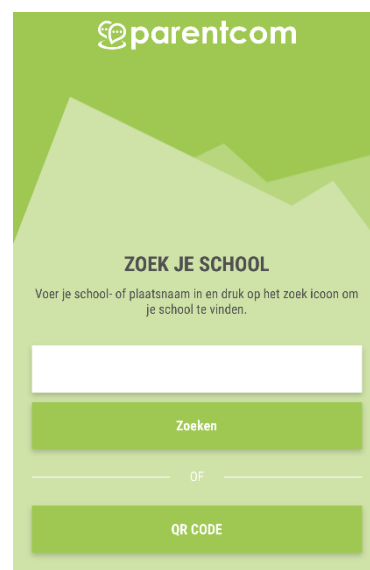 parentcom
ZOEK JE SCHOOL
Voer je school- of plaatsnaam in en druk op het zoek icoon om
je school te vinden.
Zoeken
OF
QR CODE